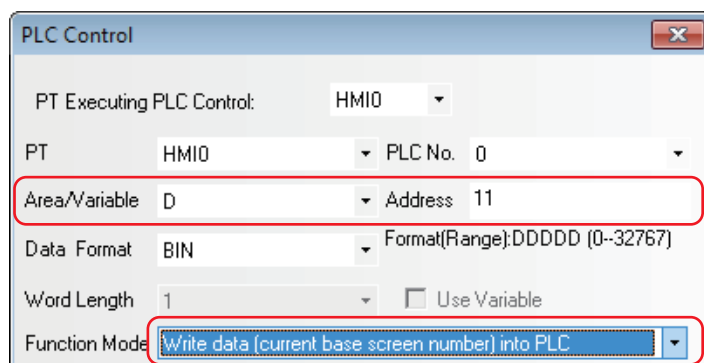 PLC Control
PT Executing PLC Control: HMI0
PT HMI0 PLC No. 0
Area/Variable D Address 11
Data Format BIN Format(Range):DDDDD (0--32767)
Word Length 1 Use Variable
Function Mode Write data (current base screen number) into PLC